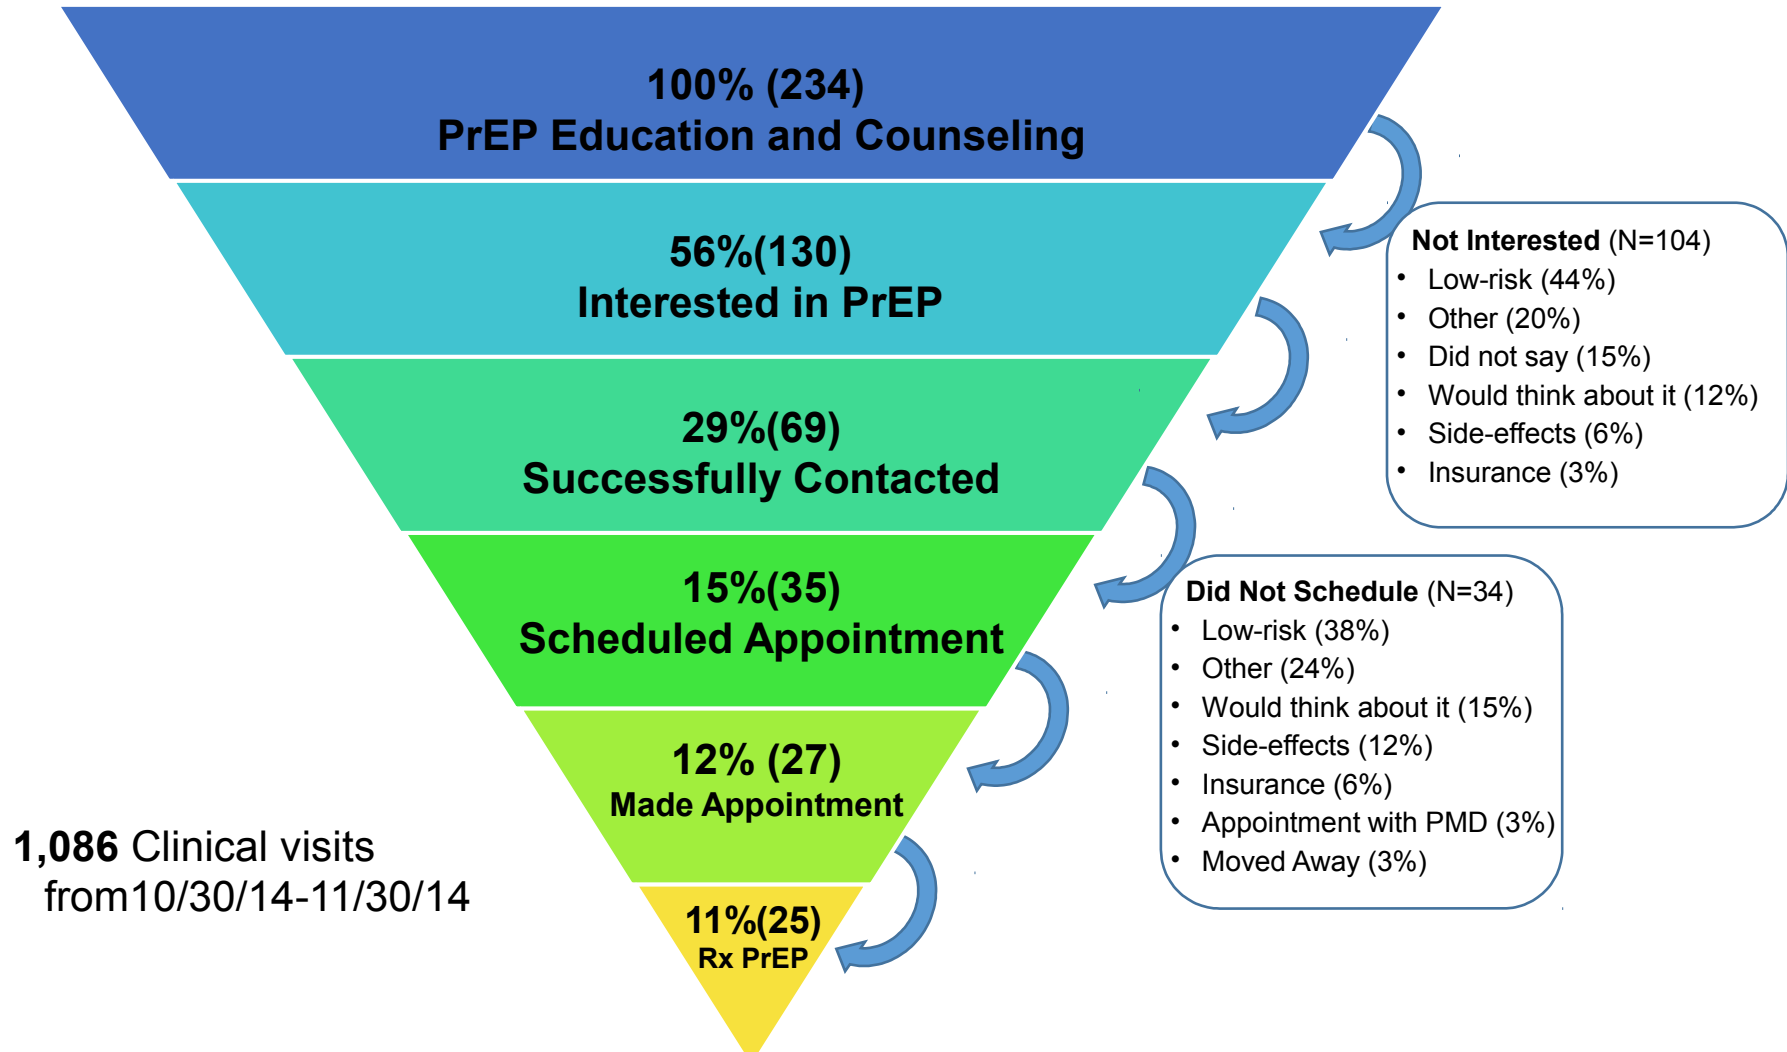 100% (234)
PrEP Education and Counseling
56%(130)
Interested in PrEP
29%(69)
Successfully Contacted
15%(35)
Scheduled Appointment
12% (27)
Made Appointment
11%(25)
Rx PrEP
Not Interested (N=104)
• Low-risk (44%)
• Other (20%)
• Did not say (15%)
• Would think about it (12%)
• Side-effects (6%)
• Insurance (3%)
Did Not Schedule (N=34)
• Low-risk (38%)
• Other (24%)
• Would think about it (15%)
• Side-effects (12%)
• Insurance (6%)
• Appointment with PMD (3%)
• Moved Away (3%)
1,086 Clinical visits
from10/30/14-11/30/14